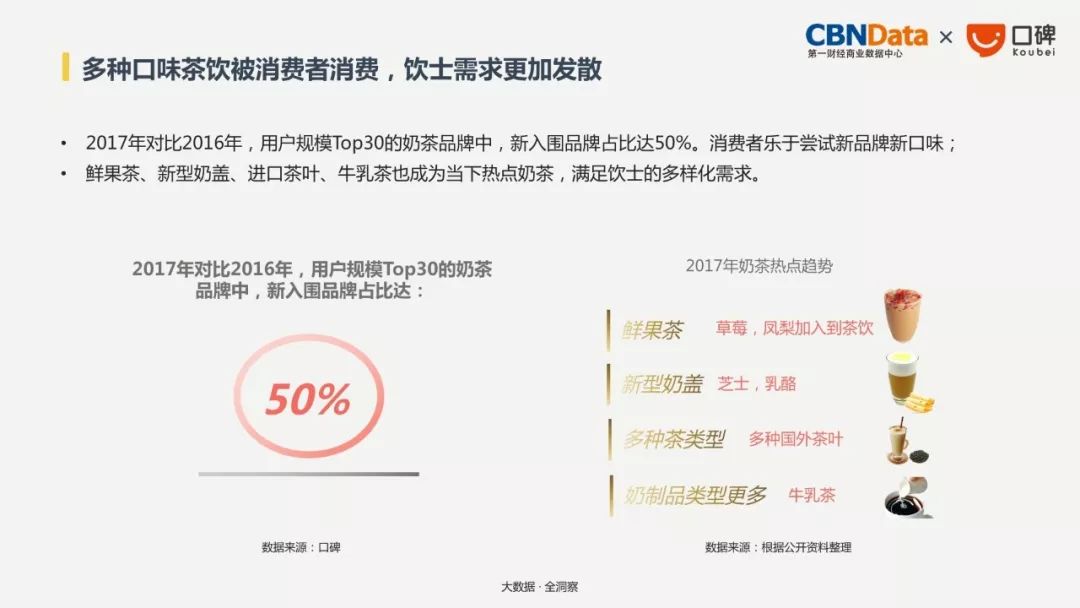 CBNData × 口碑
第一财经商业数据中心 Koubei
多种口味茶饮被消费者消费，饮士需求更加发散
• 2017年对比2016年，用户规模Top30的奶茶品牌中，新入围品牌占比达50%。消费者乐于尝试新品牌新口味；
• 鲜果茶、新型奶盖、进口茶叶、牛乳茶也成为当下热点奶茶，满足饮士的多样化需求。
2017年对比2016年，用户规模Top30的奶茶
品牌中，新入围品牌占比达：
50%
数据来源：口碑
2017年奶茶热点趋势
鲜果茶 草莓，凤梨加入到茶饮
新型奶盖 芝士，乳酪
多种茶类型 多种国外茶叶
奶制品类型更多 牛乳茶
数据来源：根据公开资料整理
大数据·全洞察